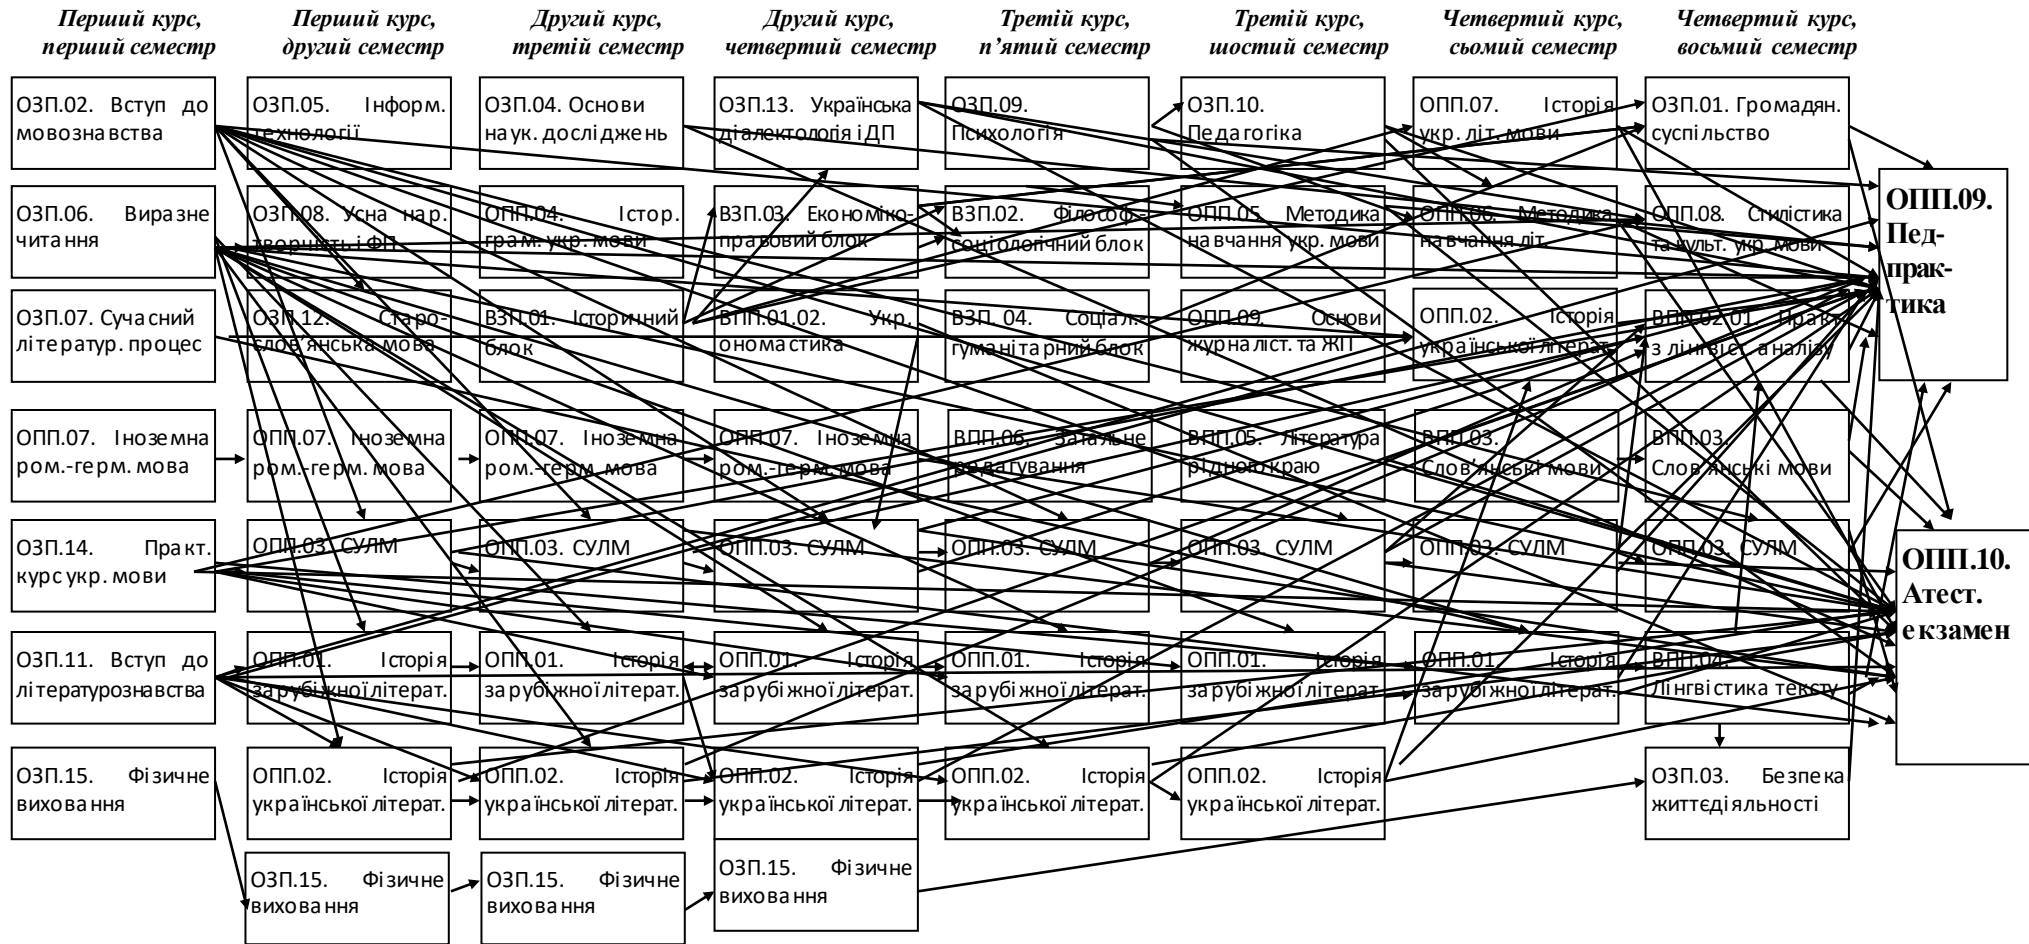 Перший курс,
перший семестр
Перший курс,
другий семестр
Другий курс,
третій семестр
Другий курс,
четвертий семестр
Третій курс,
п’ятий семестр
Третій курс,
шостий семестр
Четвертий курс,
сьомий семестр
Четвертий курс,
восьмий семестр
ОЗП.02. Вступ до
мовознавства
ОЗП.06. Виразне
читання
ОЗП.07. Сучасний
літератур. процес
ОПП.07. Іноземна
ром.-герм. мова
ОЗП.14. Практ.
курс укр. мови
ОЗП.11. Вступ до
літературознавства
ОЗП.15. Фізичне
виховання
ОЗП.05. Інформ.
технології
ОЗП.08. Усна нар.
творчість і ФП
ОЗП.12. Старо-
слов’янська мова
ОПП.07. Іноземна
ром.-герм. мова
ОПП.03. СУЛМ
ОПП.01. Історія
зарубіжної літерат.
ОПП.02. Історія
української літерат.
ОЗП.15. Фізичне
виховання
ОЗП.04. Основи
наук. досліджень
ОПП.04. Істор.
грам. укр. мови
ВЗП.01. Історичний
блок
ОПП.07. Іноземна
ром.-герм. мова
ОПП.03. СУЛМ
ОПП.01. Історія
зарубіжної літерат.
ОПП.02. Історія
української літерат.
ОЗП.15. Фізичне
виховання
ОЗП.13. Українська
діалектологія і ДП
ВЗП.03. Економіко-
правовий блок
ВПП.01.02. Укр.
ономастика
ОПП.07. Іноземна
ром.-герм. мова
ОПП.03. СУЛМ
ОПП.01. Історія
зарубіжної літерат.
ОПП.02. Історія
української літерат.
ОЗП.15. Фізичне
виховання
ОЗП.09.
Психологія
ВЗП.02. Філософ.-
соціологічний блок
ВЗП. 04. Соціал.-
гуманітарний блок
ВПП.06. Загальне
редагування
ОПП.03. СУЛМ
ОПП.01. Історія
зарубіжної літерат.
ОПП.02. Історія
української літерат.
ОЗП.10.
Педагогіка
ОПП.05. Методика
навчання укр. мови
ОПП.09. Основи
журналіст. та ЖП
ВПП.05. Література
рідного краю
ОПП.03. СУЛМ
ОПП.01. Історія
зарубіжної літерат.
ОПП.02. Історія
української літерат.
ОПП.07. Історія
укр. літ. мови
ОПП.06. Методика
навчання літ.
ОПП.02. Історія
української літерат.
ВПП.03.
Слов’янські мови
ОПП.03. СУЛМ
ОПП.01. Історія
зарубіжної літерат.
ОЗП.01. Громадян.
суспільство
ОПП.08. Стилістика
та культ. укр. мови
ВПП.02.01. Практ.
з лінгвіст. аналізу
ВПП.03.
Слов’янські мови
ОПП.03. СУЛМ
ВПП.04.
Лінгвістика тексту
ОЗП.03. Безпека
життєдіяльності
ОПП.09.
Пед-
прак-
тика
ОПП.10.
Атест.
екзамен